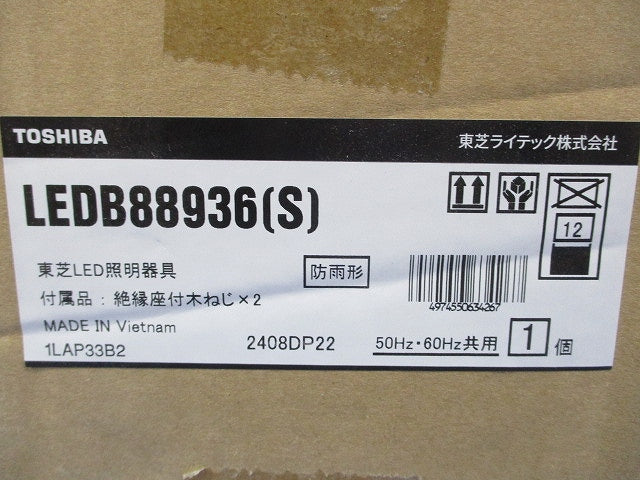 TOSHIBA 東芝ライテック株式会社
LEDB88936(S)
12
東芝LED照明器具 防雨形
付属品：絶縁座付木ねじ×2
4974550634267
MADE IN Vietnam
1LAP33B2 2408DP22 50Hz・60Hz共用 1個